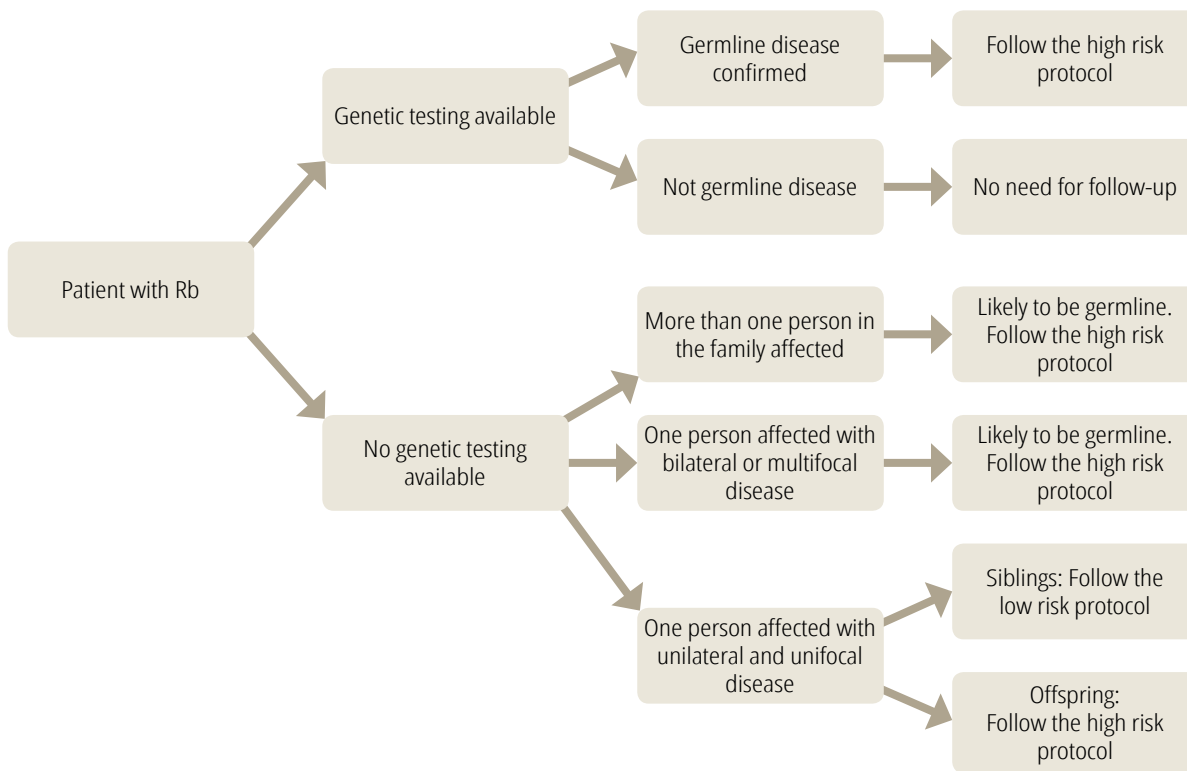 Patient with Rb
Genetic testing available
Germline disease
confirmed
Follow the high risk
protocol
Not germline disease
No need for follow-up
No genetic testing
available
More than one person in
the family affected
Likely to be germline.
Follow the high risk
protocol
One person affected with
bilateral or multifocal
disease
Likely to be germline.
Follow the high risk
protocol
One person affected with
unilateral and unifocal
disease
Siblings: Follow the
low risk protocol
Offspring:
Follow the high risk
protocol